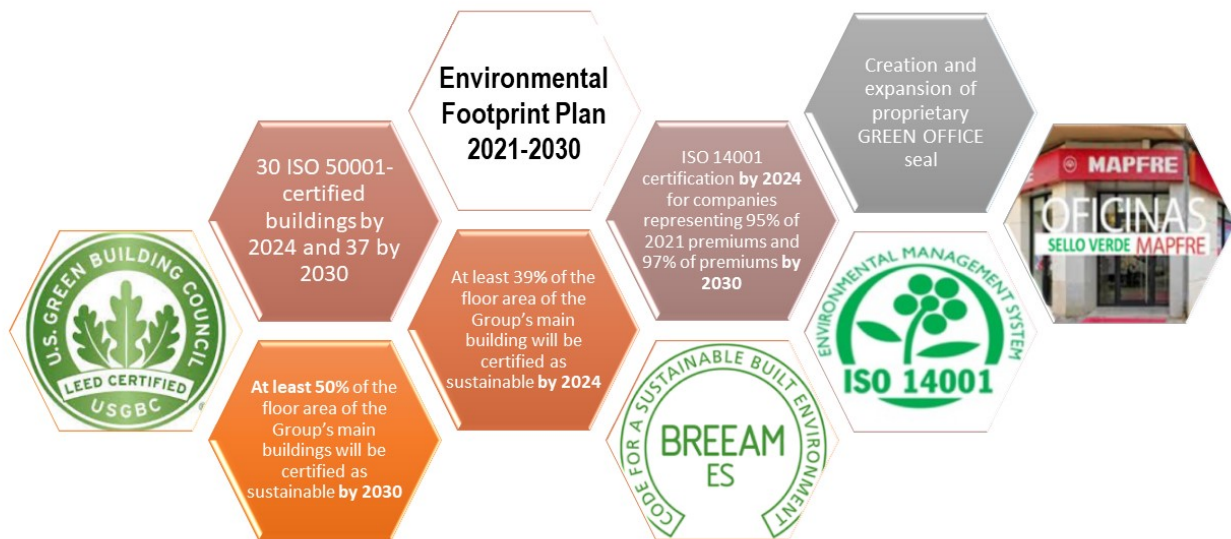 Environmental
Footprint Plan
2021-2030
Creation and
expansion of
proprietary
GREEN OFFICE
seal
30 ISO 50001-
certified
buildings by
2024 and 37 by
2030
ISO 14001
certification by 2024
for companies
representing 95% of
2021 premiums and
97% of premiums by
2030
MAPFRE
OFICINAS
SELLO VERDE MAPFRE
U.S. GREEN BUILDING COUNCIL
LEED CERTIFIED
USGBC
®
At least 39% of the
floor area of the
Group's main
building will be
certified as
sustainable by 2024
ENVIRONMENTAL MANAGEMENT SYSTEM
ISO 14001
At least 50% of the
floor area of the
Group's main
buildings will be
certified as
sustainable by 2030
CODE FOR A SUSTAINABLE BUILT ENVIRONMENT
BREEAM
ES